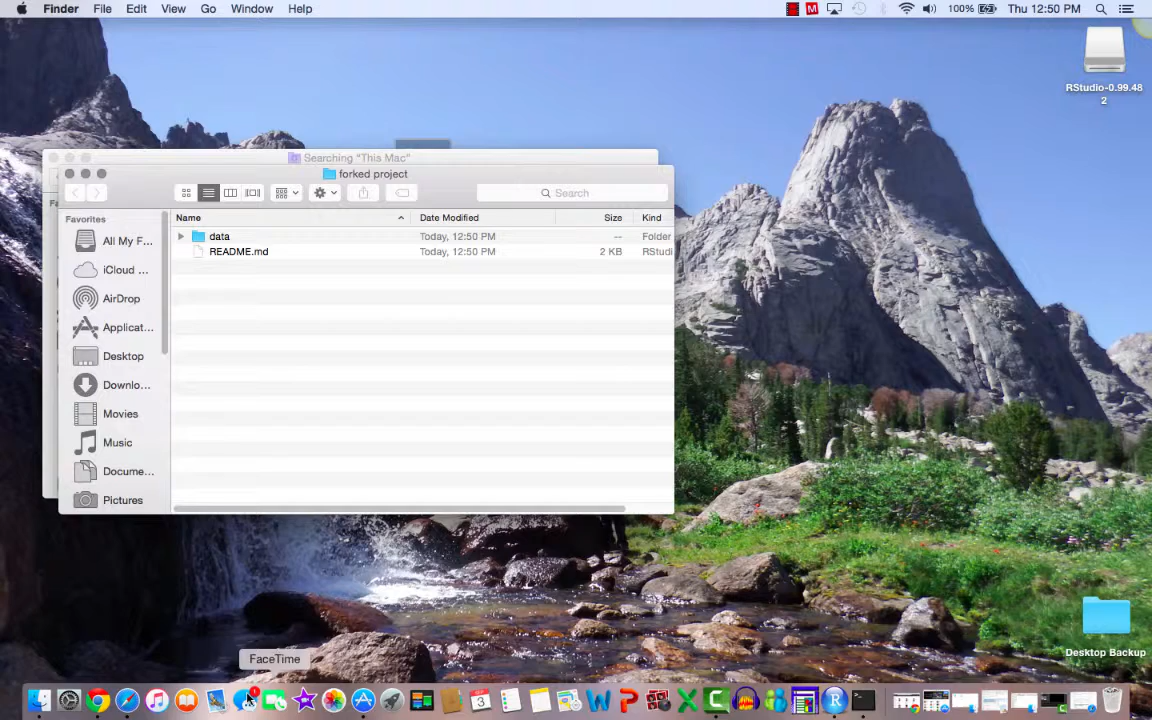 Finder File Edit View Go Window Help 100% Thu 12:50 PM
RStudio-0.99.48
2
Searching "This Mac"
forked project
Search
Favorites
Name Date Modified Size Kind
All My F...
data Today, 12:50 PM -- Folder
README.md Today, 12:50 PM 2 KB RStudi
iCloud ...
AirDrop
Applicat...
Desktop
Downlo...
Movies
Music
Docume...
Pictures
Desktop Backup
FaceTime